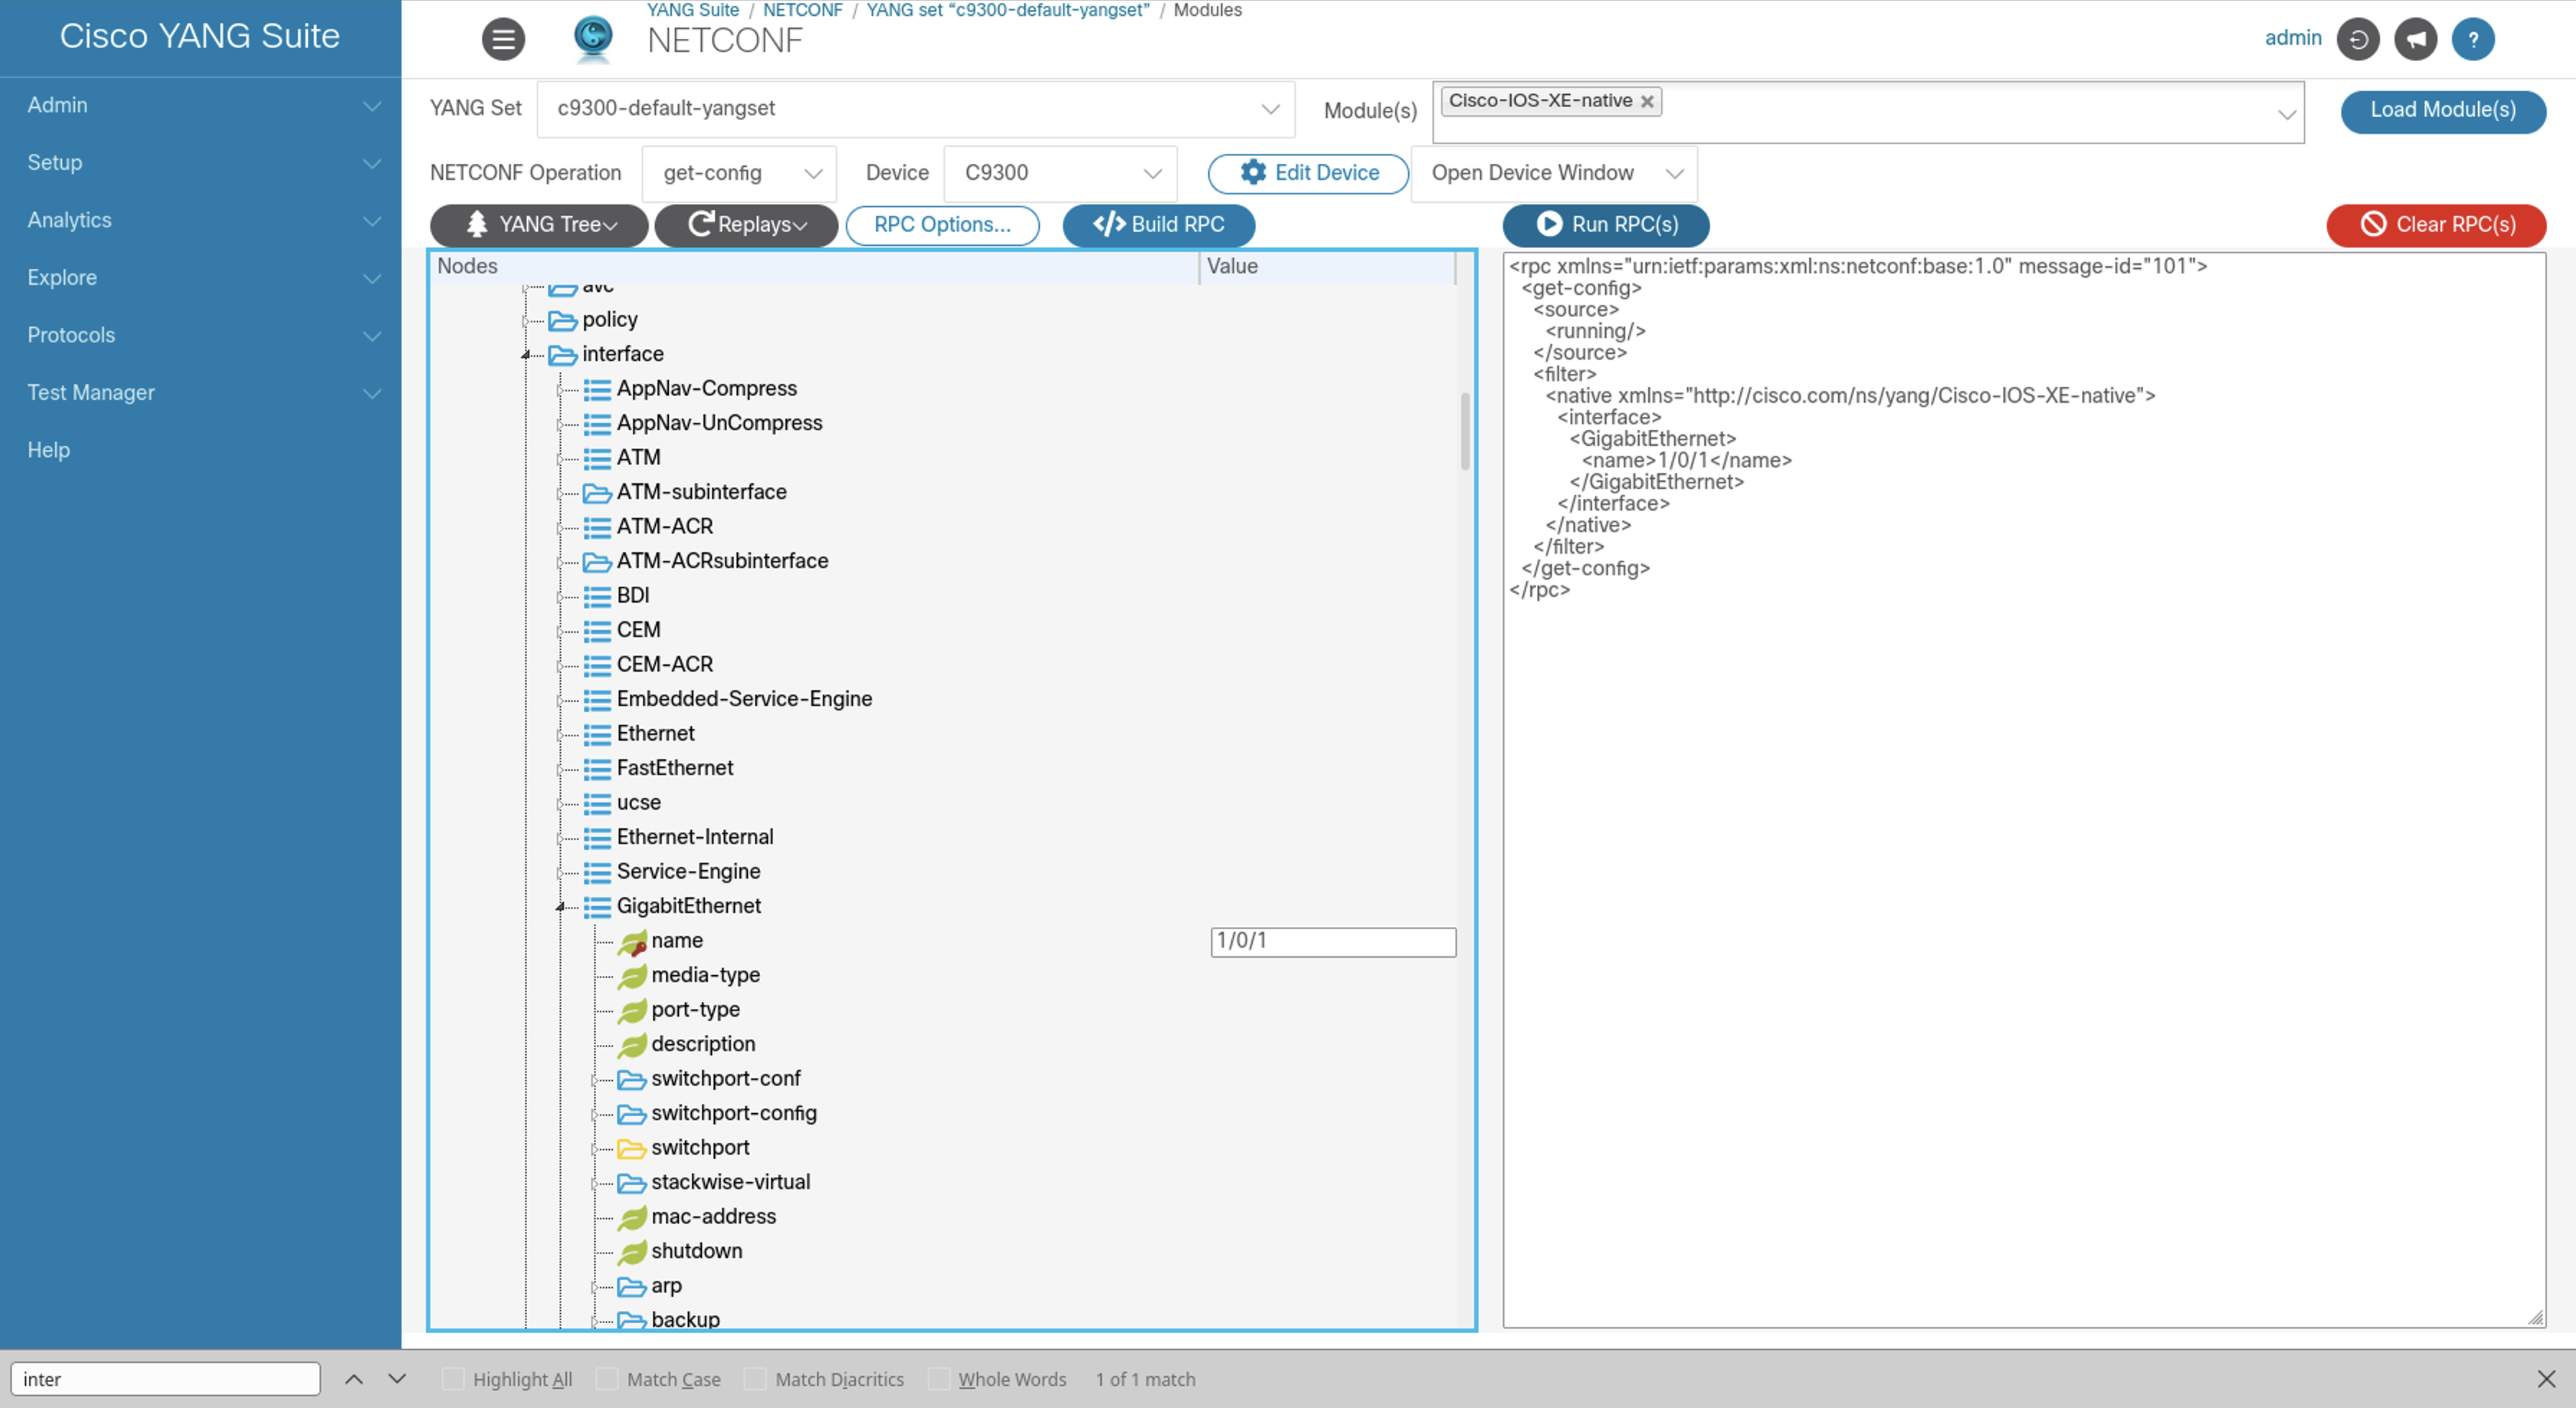 Cisco YANG Suite
Admin
Setup
Analytics
Explore
Protocols
Test Manager
Help
YANG Suite / NETCONF / YANG set “c9300-default-yangset” / Modules
NETCONF
admin
?
YANG Set
c9300-default-yangset
Module(s)
Cisco-IOS-XE-native
Load Module(s)
NETCONF Operation
get-config
Device
C9300
Edit Device
Open Device Window
YANG Tree
Replays
RPC Options...
</> Build RPC
Run RPC(s)
Clear RPC(s)
Nodes
Value
avc
policy
interface
AppNav-Compress
AppNav-UnCompress
ATM
ATM-subinterface
ATM-ACR
ATM-ACRsubinterface
BDI
CEM
CEM-ACR
Embedded-Service-Engine
Ethernet
FastEthernet
ucse
Ethernet-Internal
Service-Engine
GigabitEthernet
name
1/0/1
media-type
port-type
description
switchport-conf
switchport-config
switchport
stackwise-virtual
mac-address
shutdown
arp
backup
<rpc xmlns="urn:ietf:params:xml:ns:netconf:base:1.0" message-id="101">
<get-config>
<source>
<running/>
</source>
<filter>
<native xmlns="http://cisco.com/ns/yang/Cisco-IOS-XE-native">
<interface>
<GigabitEthernet>
<name>1/0/1</name>
</GigabitEthernet>
</interface>
</native>
</filter>
</get-config>
</rpc>
inter
Highlight All
Match Case
Match Diacritics
Whole Words
1 of 1 match